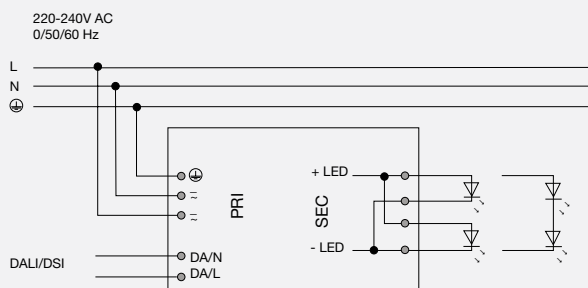 220-240V AC
0/50/60 Hz
L
N
PRI
SEC
+ LED
- LED
DALI/DSI
DA/N
DA/L